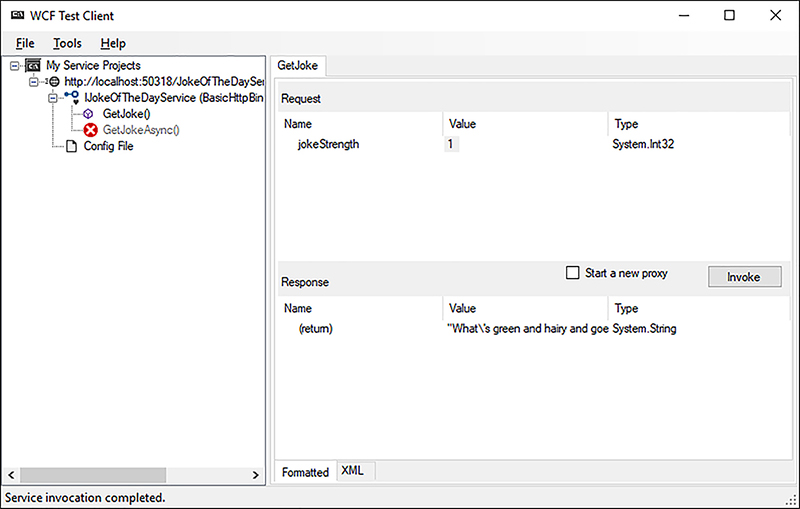 WCF Test Client
File Tools Help
My Service Projects
http://localhost:50318/JokeOfTheDaySer
IJokeOfTheDayService (BasicHttpBin
GetJoke()
GetJokeAsync()
Config File
GetJoke
Request
Name Value Type
jokeStrength 1 System.Int32
Response Start a new proxy Invoke
Name Value Type
(return) "What\'s green and hairy and goe System.String
Formatted XML
Service invocation completed.